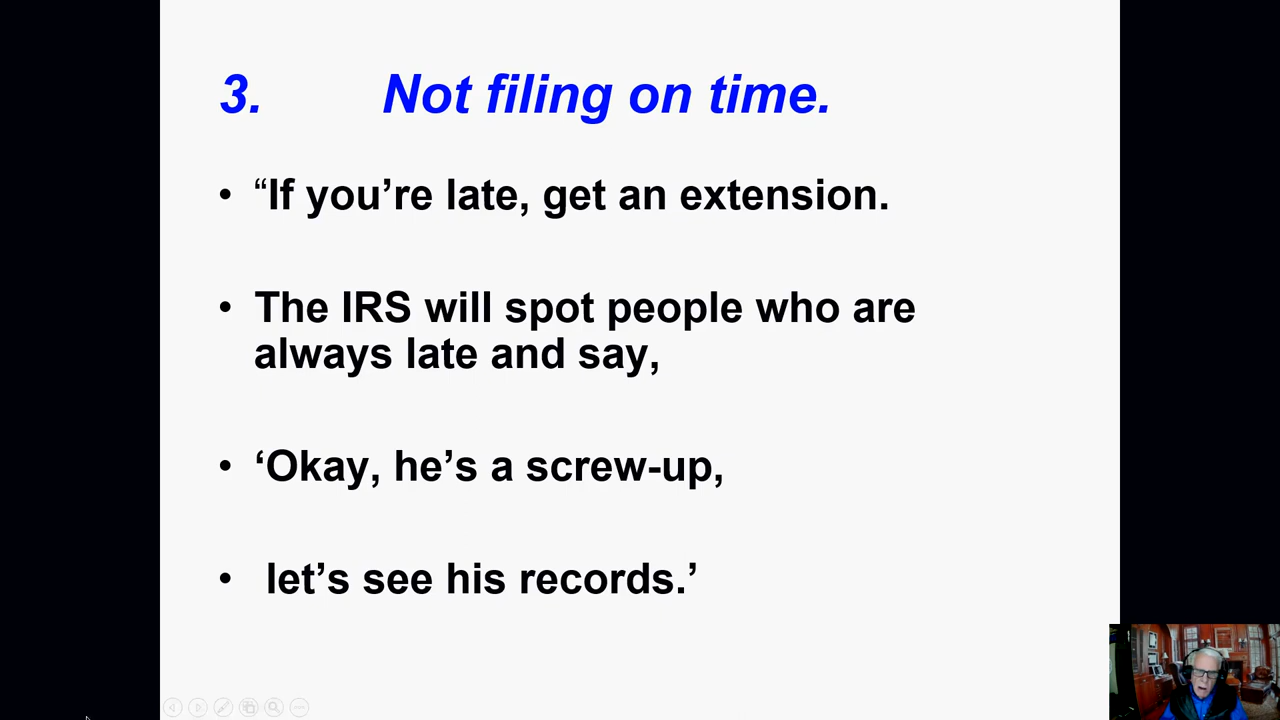 3. Not filing on time.
• “If you’re late, get an extension.
• The IRS will spot people who are
always late and say,
• ‘Okay, he’s a screw-up,
• let’s see his records.’